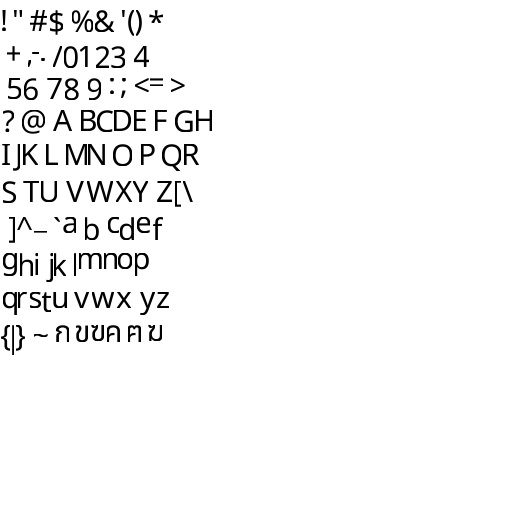 ! " #$ %& '() *
+ ,-. /0123 4
56 78 9 : ; <= >
? @ A BCDE F GH
IJK L MN O P QR
S TU VWXY Z[\
]^_ `a b cdef
ghi jk lmnop
qrstu vwx yz
{|} ~ ก ขฃค ฅ ฆ